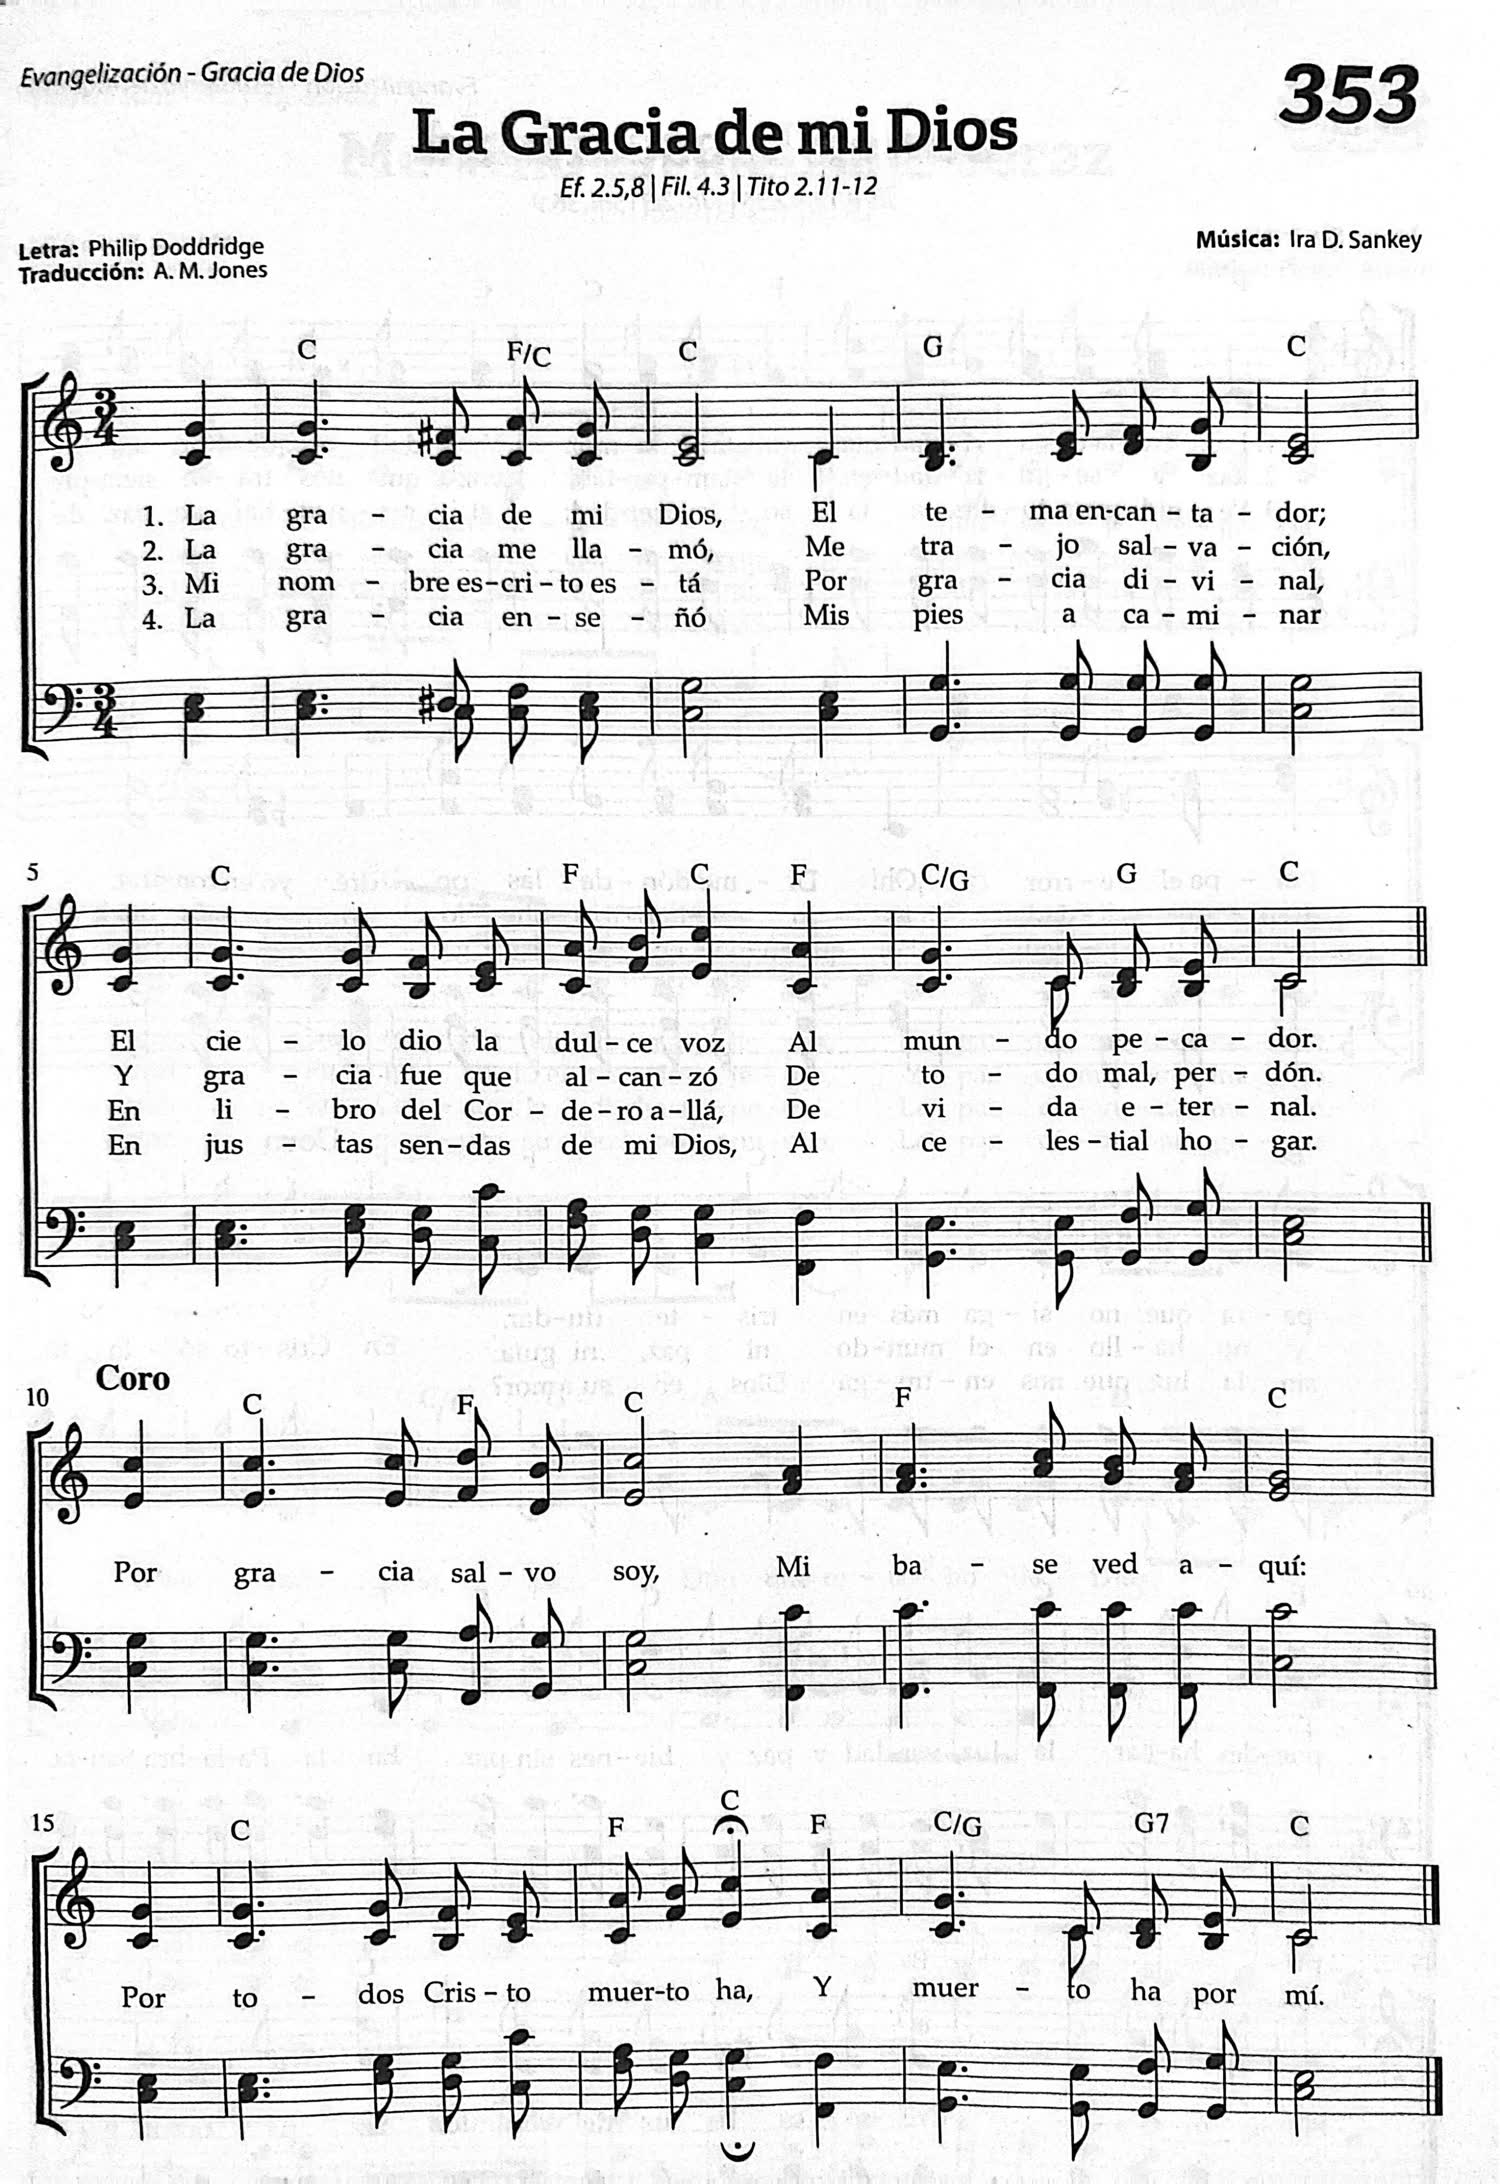 Evangelización - Gracia de Dios
353
La Gracia de mi Dios
Ef. 2.5,8 | Fil. 4.3 | Tito 2.11-12
Letra: Philip Doddridge
Música: Ira D. Sankey
Traducción: A. M. Jones
C F/C C G C
3 4
1. La gra – cia de mi Dios, El te – ma en-can – ta – dor;
2. La gra – cia me lla – mó, Me tra – jo sal – va – ción,
3. Mi nom – bre es–cri–to es – tá Por gra – cia di – vi – nal,
4. La gra – cia en – se – ñó Mis pies a ca – mi – nar
3 4
5 C F C F C/G G C
El cie – lo dio la dul – ce voz Al mun – do pe – ca – dor.
Y gra – cia fue que al – can – zó De to – do mal, per – dón.
En li – bro del Cor – de – ro a – llá, De vi – da e – ter – nal.
En jus – tas sen – das de mi Dios, Al ce – les – tial ho – gar.
Coro
10 C F C F C
Por gra – cia sal – vo soy, Mi ba – se ved a – quí:
15 C F C F C/G G7 C
Por to – dos Cris – to muer-to ha, Y muer – to ha por mí.